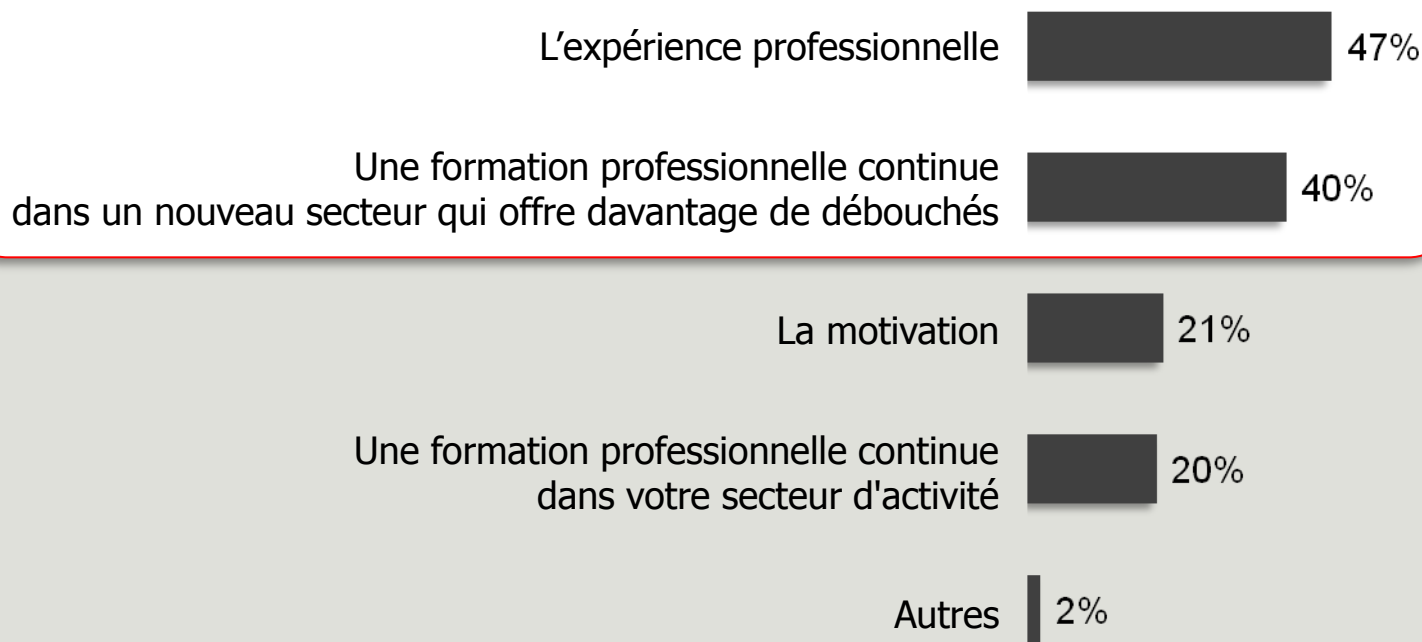 L’expérience professionnelle
47%
Une formation professionnelle continue
dans un nouveau secteur qui offre davantage de débouchés
40%
La motivation
21%
Une formation professionnelle continue
dans votre secteur d'activité
20%
Autres
2%